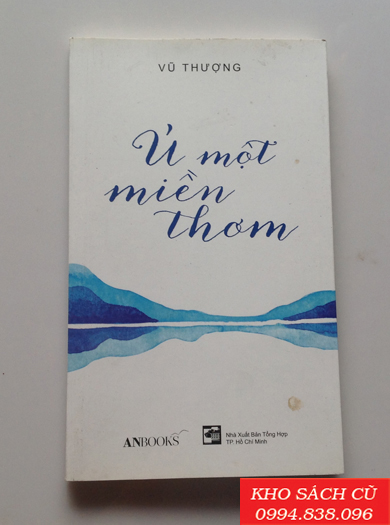 VŨ THƯỢNG
Ủ một
miền
thơm
ANBOOKS
Nhà Xuất Bản Tổng Hợp
TP. Hồ Chí Minh
KHO SÁCH CŨ
0994.838.096